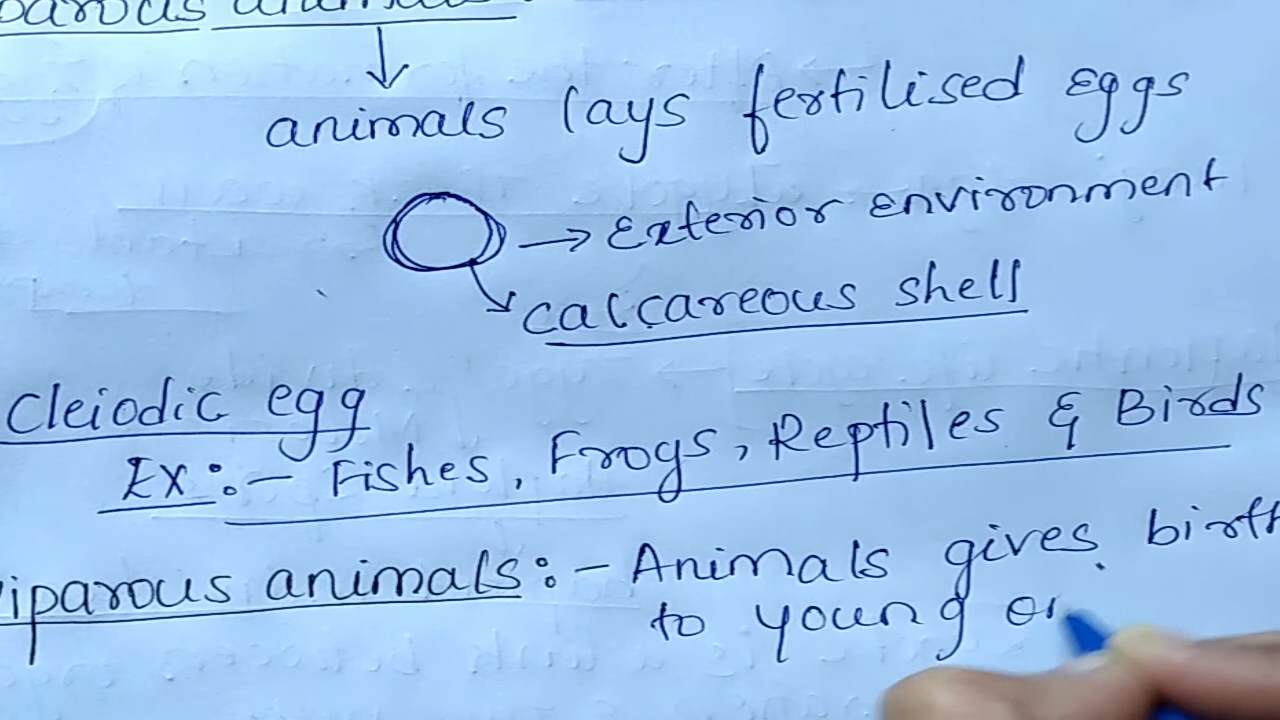 animals lays fertilised eggs
→ Exterior environment
calcareous shell
Cleiodic egg
Ex:- Fishes, Frogs, Reptiles & Birds
iparous animals:- Animals gives birth
to young o